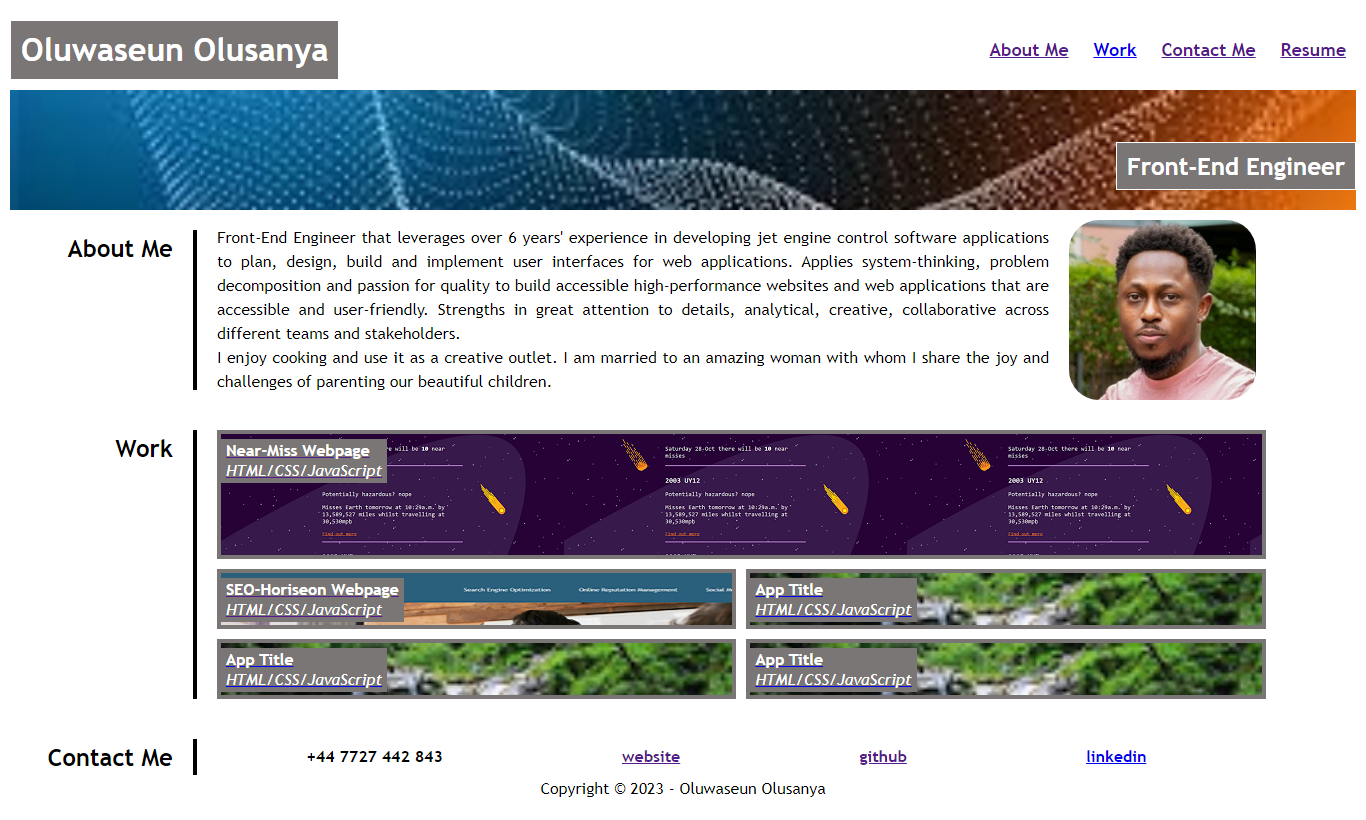 Oluwaseun Olusanya
About Me Work Contact Me Resume
Front-End Engineer
About Me
Front-End Engineer that leverages over 6 years' experience in developing jet engine control software applications
to plan, design, build and implement user interfaces for web applications. Applies system-thinking, problem
decomposition and passion for quality to build accessible high-performance websites and web applications that are
accessible and user-friendly. Strengths in great attention to details, analytical, creative, collaborative across
different teams and stakeholders.
I enjoy cooking and use it as a creative outlet. I am married to an amazing woman with whom I share the joy and
challenges of parenting our beautiful children.
Work
Near-Miss Webpage
HTML/CSS/JavaScript
re will be 10 near
Potentially hazardous? nope
Misses Earth tomorrow at 10:29a.m. by
13,589,527 miles whilst travelling at
30,530mpb
Find out more
Saturday 28-Oct there will be 10 near
misses
2003 UY12
Potentially hazardous? nope
Misses Earth tomorrow at 10:29a.m. by
13,589,527 miles whilst travelling at
30,530mpb
Find out more
Saturday 28-Oct there will be 10 near
misses
2003 UY12
Potentially hazardous? nope
Misses Earth tomorrow at 10:29a.m. by
13,589,527 miles whilst travelling at
30,530mpb
Find out more
SEO-Horiseon Webpage
HTML/CSS/JavaScript
Search Engine Optimization Online Reputation Management Social M
App Title
HTML/CSS/JavaScript
App Title
HTML/CSS/JavaScript
App Title
HTML/CSS/JavaScript
Contact Me
+44 7727 442 843 website github linkedin
Copyright © 2023 - Oluwaseun Olusanya